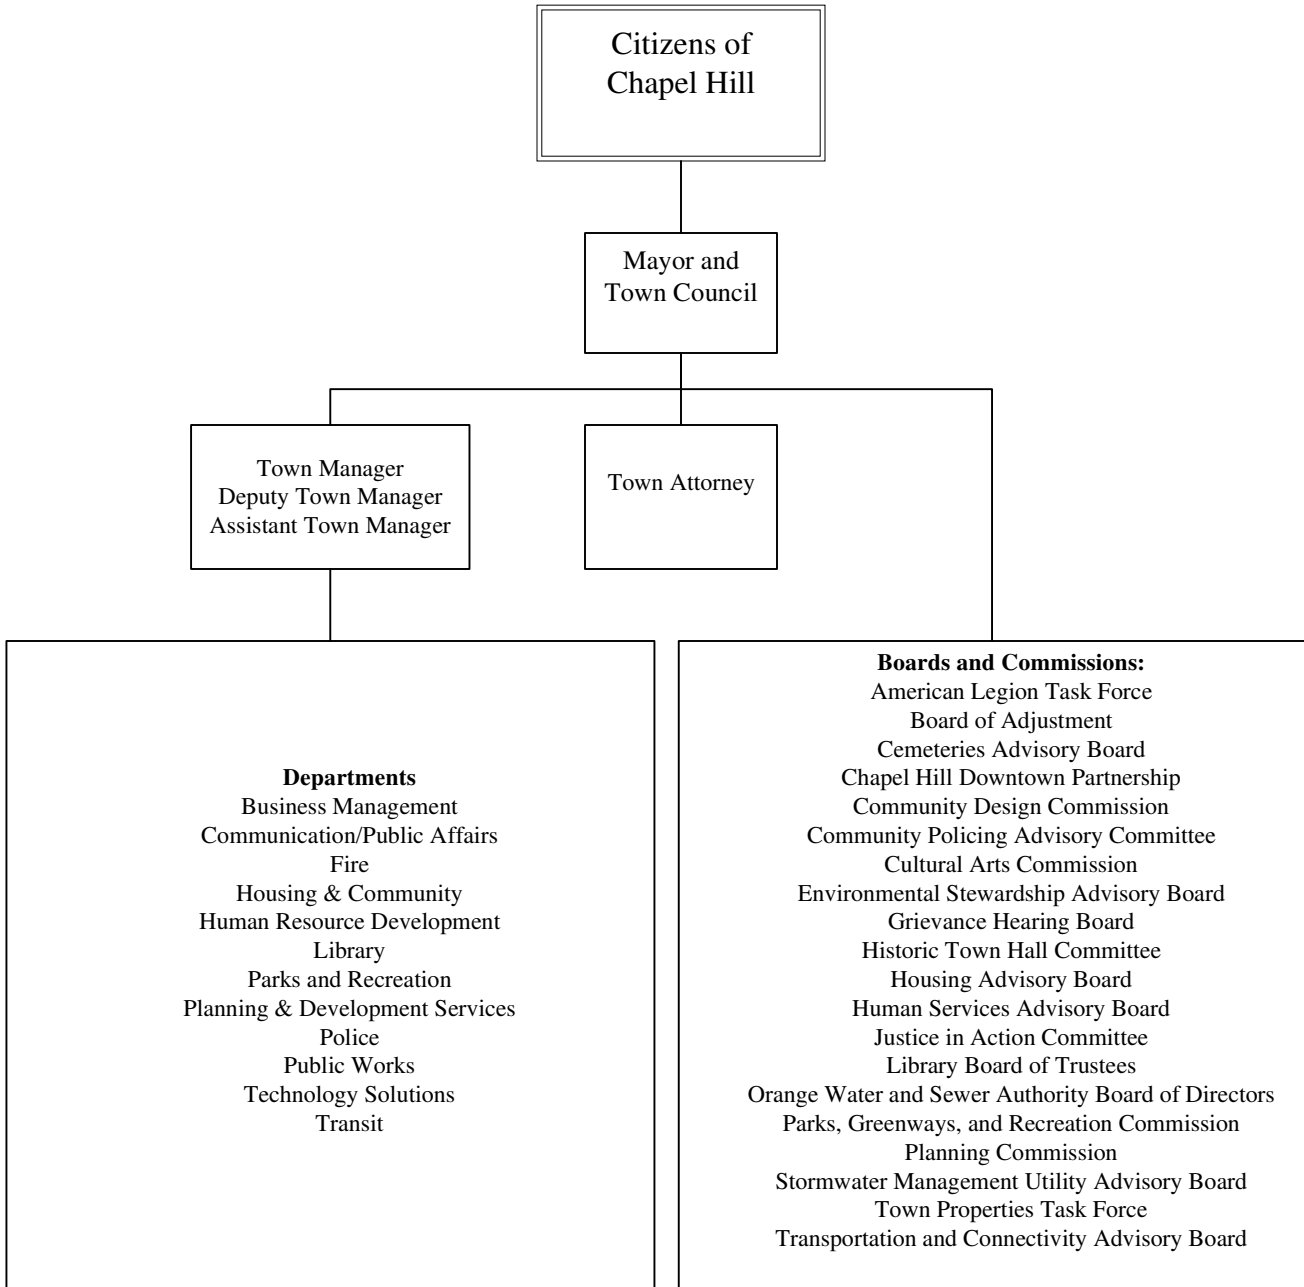 Citizens of
Chapel Hill
Mayor and
Town Council
Town Manager
Deputy Town Manager
Assistant Town Manager
Town Attorney
Departments
Business Management
Communication/Public Affairs
Fire
Housing & Community
Human Resource Development
Library
Parks and Recreation
Planning & Development Services
Police
Public Works
Technology Solutions
Transit
Boards and Commissions:
American Legion Task Force
Board of Adjustment
Cemeteries Advisory Board
Chapel Hill Downtown Partnership
Community Design Commission
Community Policing Advisory Committee
Cultural Arts Commission
Environmental Stewardship Advisory Board
Grievance Hearing Board
Historic Town Hall Committee
Housing Advisory Board
Human Services Advisory Board
Justice in Action Committee
Library Board of Trustees
Orange Water and Sewer Authority Board of Directors
Parks, Greenways, and Recreation Commission
Planning Commission
Stormwater Management Utility Advisory Board
Town Properties Task Force
Transportation and Connectivity Advisory Board